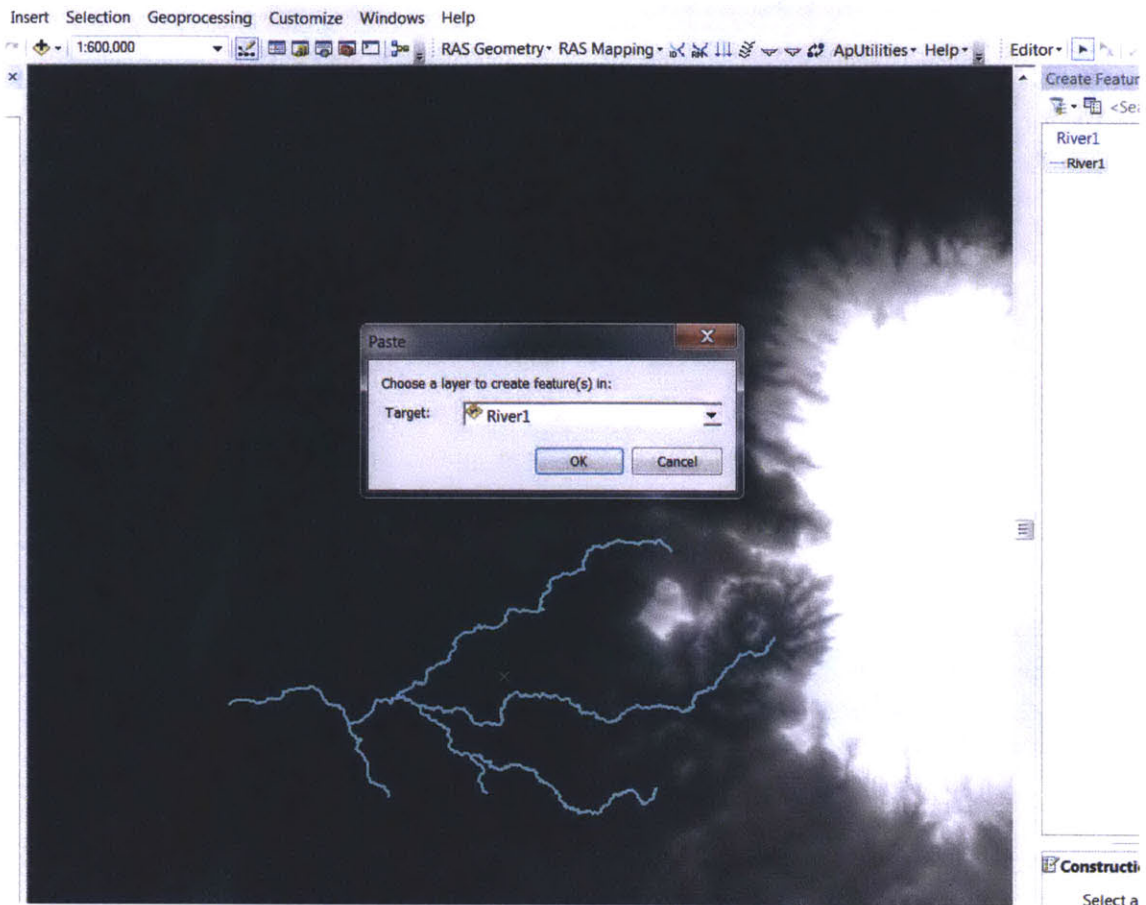 Insert Selection Geoprocessing Customize Windows Help
1:600,000 RAS Geometry RAS Mapping ApUtilities Help Editor
Create Featur
<Sea
River1
River1
Paste
Choose a layer to create feature(s) in:
Target: River1
OK Cancel
Constructi
Select a